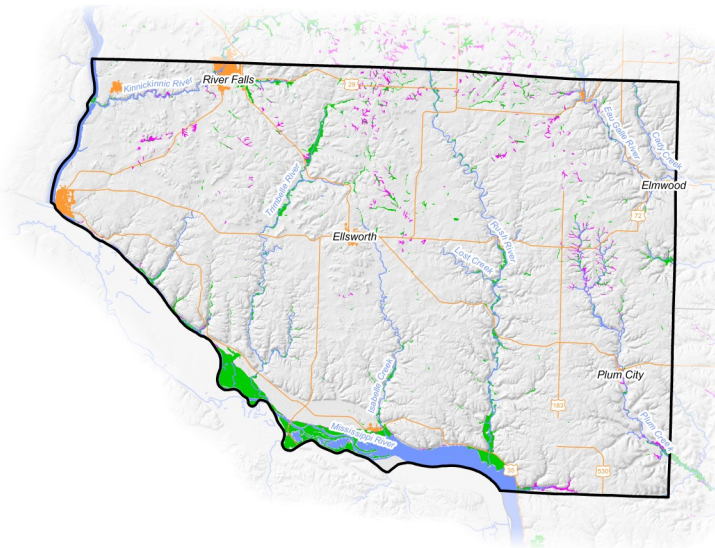 River Falls
Kinnickinnic River
29
Eau Galle River
Cady Creek
Trimbelle River
Elmwood
72
Ellsworth
Rush River
Lost Creek
Plum City
Isabelle Creek
183
Mississippi River
Plum Creek
35
530